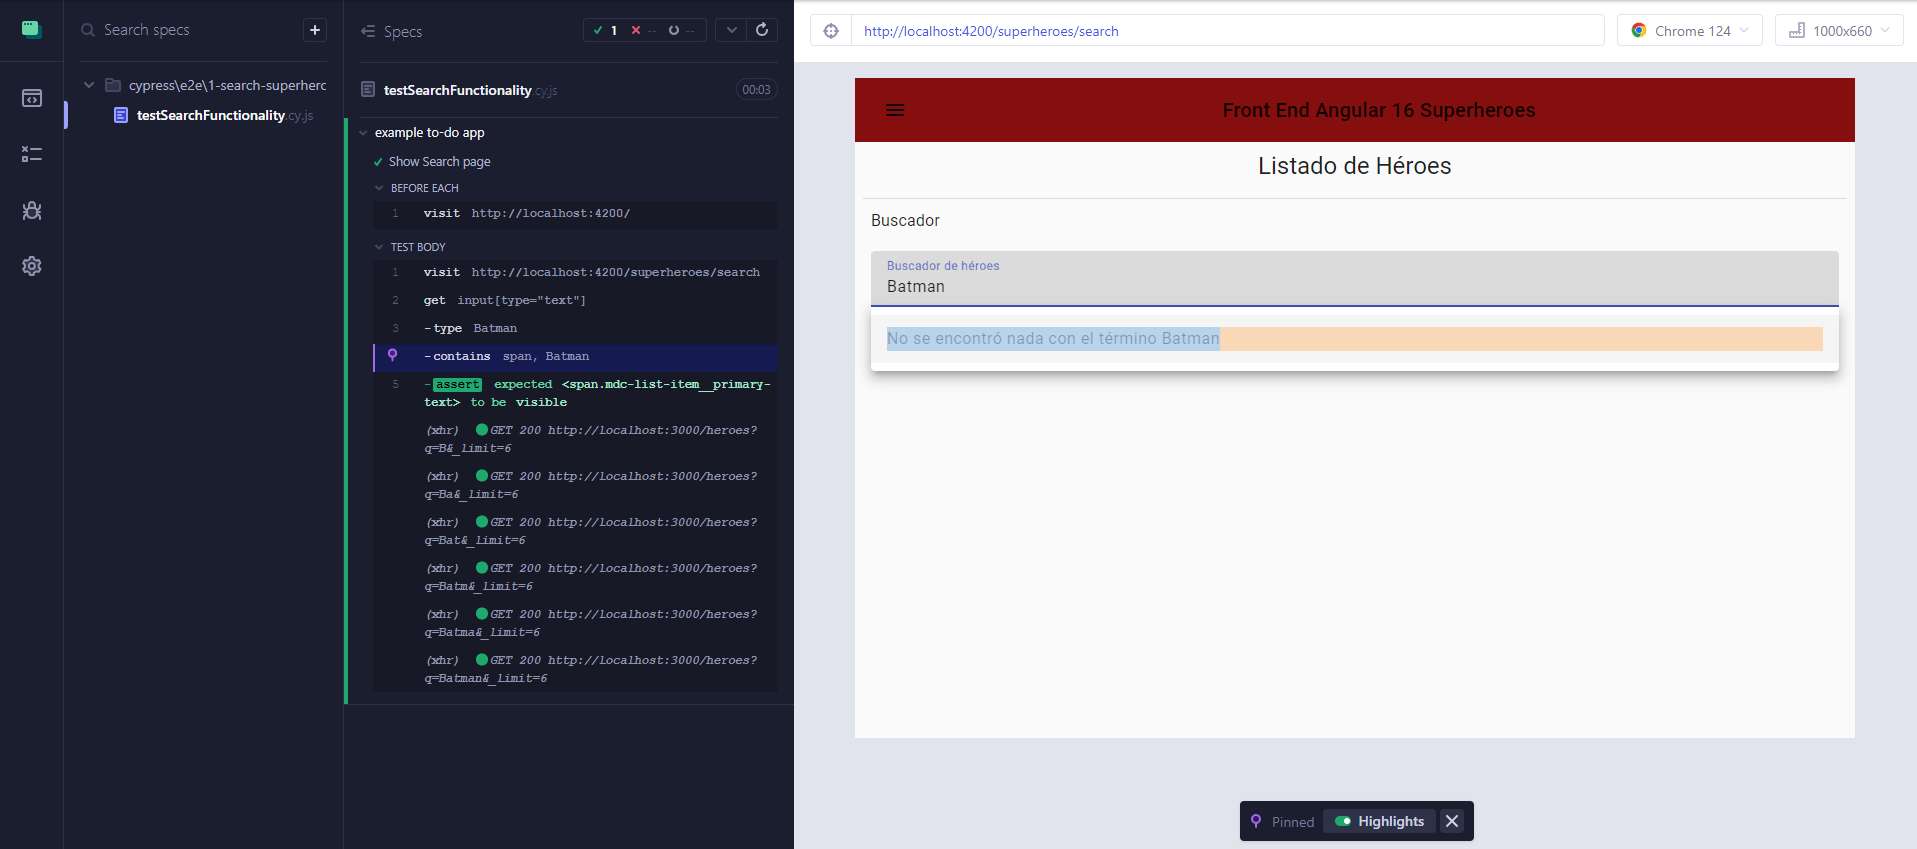 Search specs
+
cypress\e2e\1-search-superherc
testSearchFunctionality.cy.js
Specs
1 -- --
testSearchFunctionality.cy.js 00:03
example to-do app
Show Search page
BEFORE EACH
1 visit http://localhost:4200/
TEST BODY
1 visit http://localhost:4200/superheroes/search
2 get input[type="text"]
3 -type Batman
-contains span, Batman
5 -assert expected <span.mdc-list-item__primary-
text> to be visible
(xhr) GET 200 http://localhost:3000/heroes?
q=B&_limit=6
(xhr) GET 200 http://localhost:3000/heroes?
q=Ba&_limit=6
(xhr) GET 200 http://localhost:3000/heroes?
q=Bat&_limit=6
(xhr) GET 200 http://localhost:3000/heroes?
q=Batm&_limit=6
(xhr) GET 200 http://localhost:3000/heroes?
q=Batma&_limit=6
(xhr) GET 200 http://localhost:3000/heroes?
q=Batman&_limit=6
http://localhost:4200/superheroes/search
Chrome 124
1000x660
Front End Angular 16 Superheroes
Listado de Héroes
Buscador
Buscador de héroes
Batman
No se encontró nada con el término Batman
Pinned Highlights